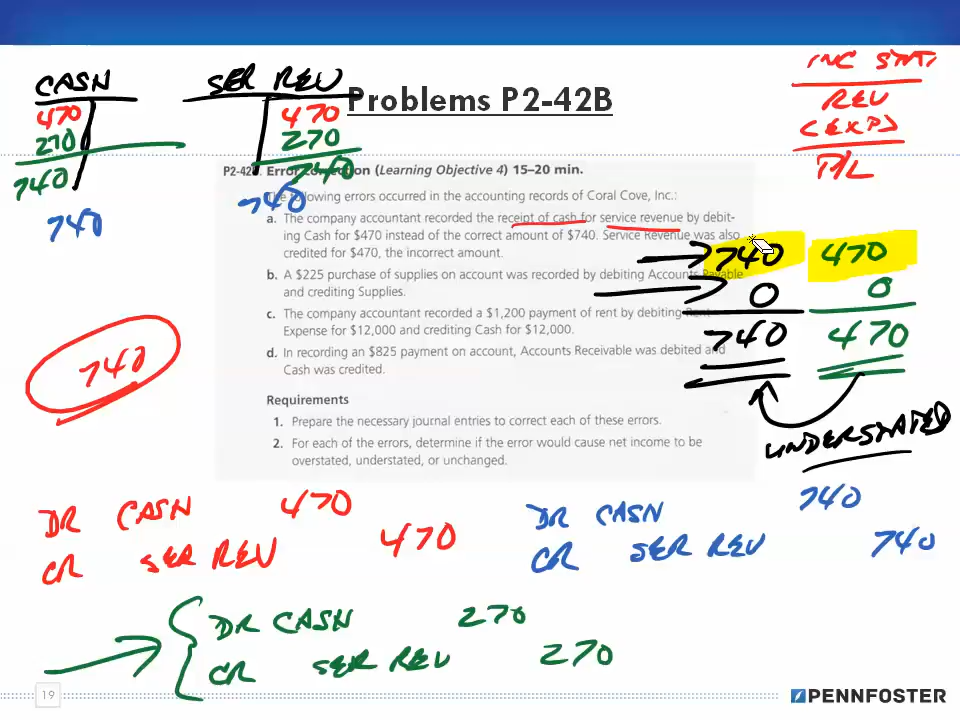 INC STMT
REV
<EXP>
P/L
CASH
470
270
740
740
SER REV
470
270
740
740
Problems P2-42B
Error correction (Learning Objective 4) 15–20 min.
The following errors occurred in the accounting records of Coral Cove, Inc.:
a. The company accountant recorded the receipt of cash for service revenue by debit-
ing Cash for $470 instead of the correct amount of $740. Service Revenue was also
credited for $470, the incorrect amount.
b. A $225 purchase of supplies on account was recorded by debiting Accounts Payable
and crediting Supplies.
c. The company accountant recorded a $1,200 payment of rent by debiting Rent
Expense for $12,000 and crediting Cash for $12,000.
d. In recording an $825 payment on account, Accounts Receivable was debited and
Cash was credited.
Requirements
1. Prepare the necessary journal entries to correct each of these errors.
2. For each of the errors, determine if the error would cause net income to be
overstated, understated, or unchanged.
740 470
0 0
740 470
UNDERSTATED
740
DR CASH 470
CR SER REV 470
DR CASH 740
CR SER REV 740
DR CASH 270
CR SER REV 270
19
PENNFOSTER